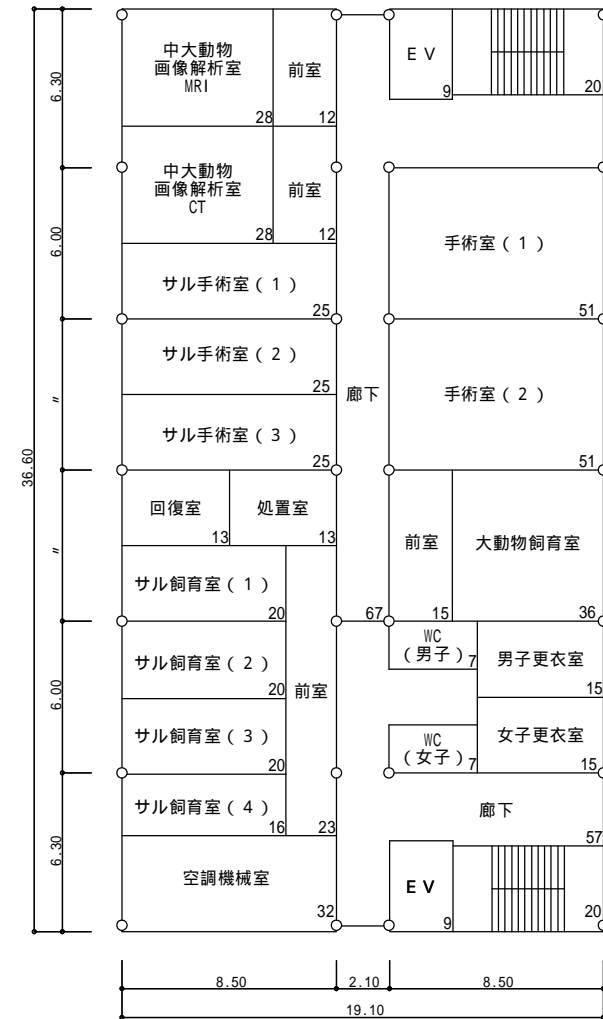 中大動物
画像解析室
MRI
28
前室
12
EV
9
20
6.30
中大動物
画像解析室
CT
28
前室
12
手術室(1)
51
6.00
サル手術室(1)
25
サル手術室(2)
25
廊下
手術室(2)
51
〃
サル手術室(3)
25
36.60
回復室
13
処置室
13
前室
15
大動物飼育室
36
〃
サル飼育室(1)
20
67
WC
(男子)
7
男子更衣室
15
サル飼育室(2)
20
前室
23
6.00
サル飼育室(3)
20
WC
(女子)
7
女子更衣室
15
サル飼育室(4)
16
廊下
57
6.30
空調機械室
32
EV
9
20
8.50
2.10
8.50
19.10